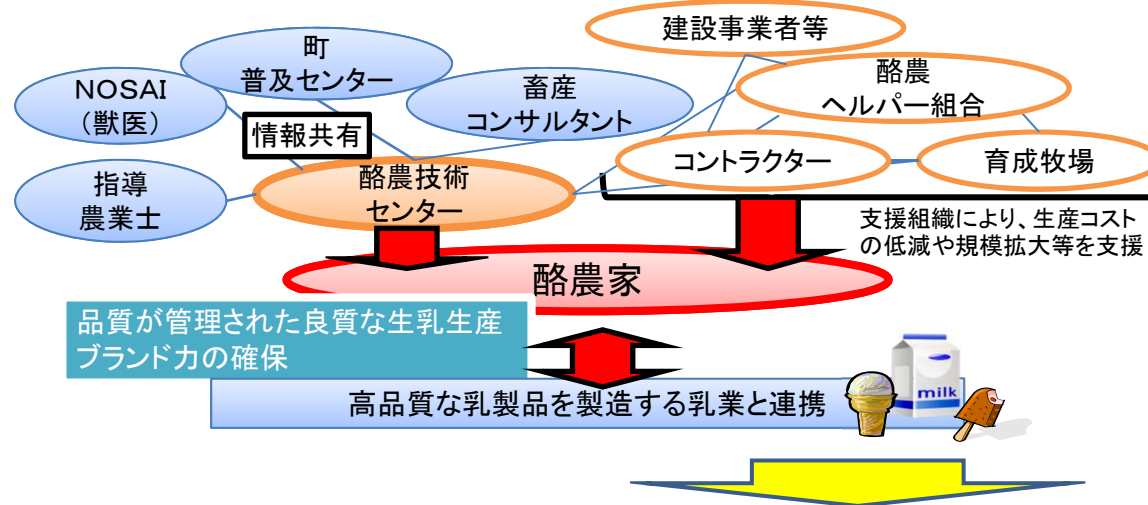 町
普及センター
NOSAI
（獣医）
畜産
コンサルタント
情報共有
指導
農業士
酪農技術
センター
建設事業者等
酪農
ヘルパー組合
コントラクター
育成牧場
支援組織により、生産コスト
の低減や規模拡大等を支援
酪農家
品質が管理された良質な生乳生産
ブランド力の確保
高品質な乳製品を製造する乳業と連携
milk